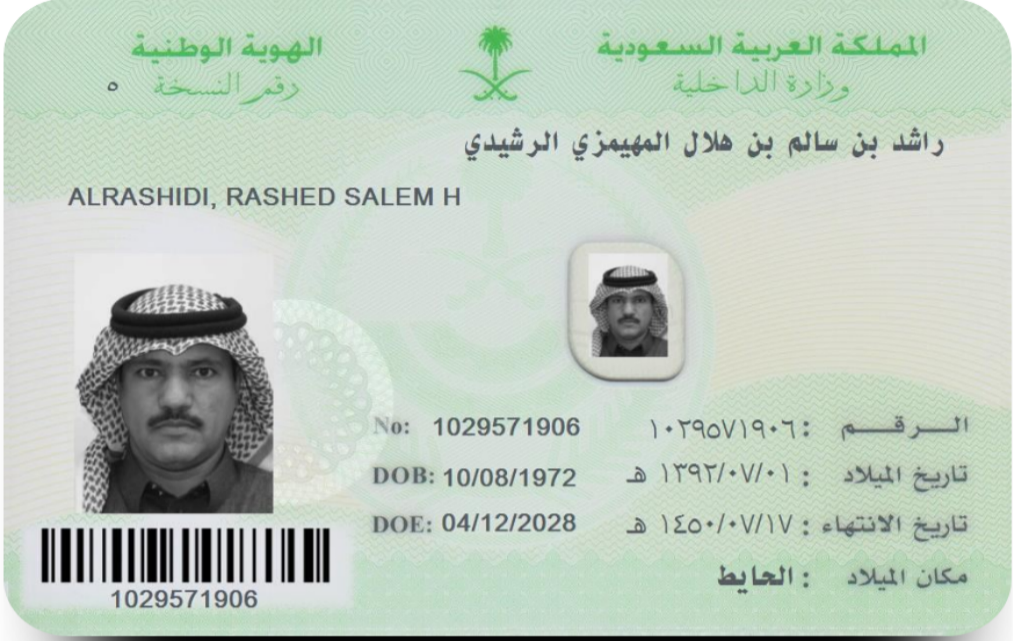 المملكة العربية السعودية
الهوية الوطنية
وزارة الداخلية
رقم النسخة ٥
راشد بن سالم بن هلال المهيمزي الرشيدي
ALRASHIDI, RASHED SALEM H
الـــرقـــم : ١٠٢٩٥٧١٩٠٦ No: 1029571906
تاريخ الميلاد : ١٣٩٢/٠٧/٠١ هـ DOB: 10/08/1972
تاريخ الانتهاء : ١٤٥٠/٠٧/١٧ هـ DOE: 04/12/2028
مكان الميلاد : الحايط
1029571906